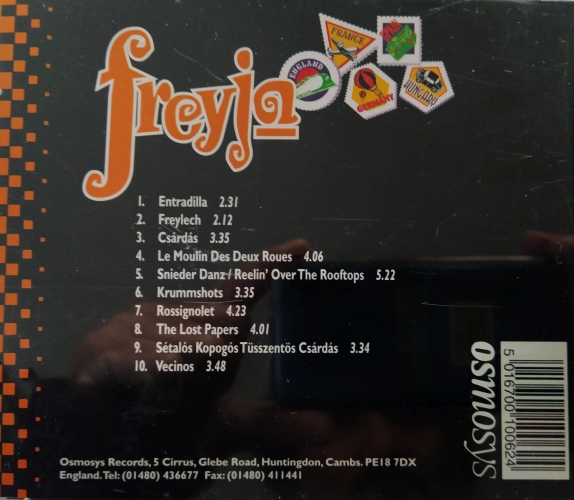 freyja
ENGLAND
FRANCE
GERMANY
HUNGARY
1. Entradilla 2.31
2. Freylech 2.12
3. Csárdás 3.35
4. Le Moulin Des Deux Roues 4.06
5. Snieder Danz / Reelin' Over The Rooftops 5.22
6. Krummshots 3.35
7. Rossignolet 4.23
8. The Lost Papers 4.01
9. Sétalós Kopogós Tüsszentös Csárdás 3.34
10. Vecinos 3.48
osmosys
5 016700 100624
Osmosys Records, 5 Cirrus, Glebe Road, Huntingdon, Cambs. PE18 7DX
England. Tel: (01480) 436677 Fax: (01480) 411441